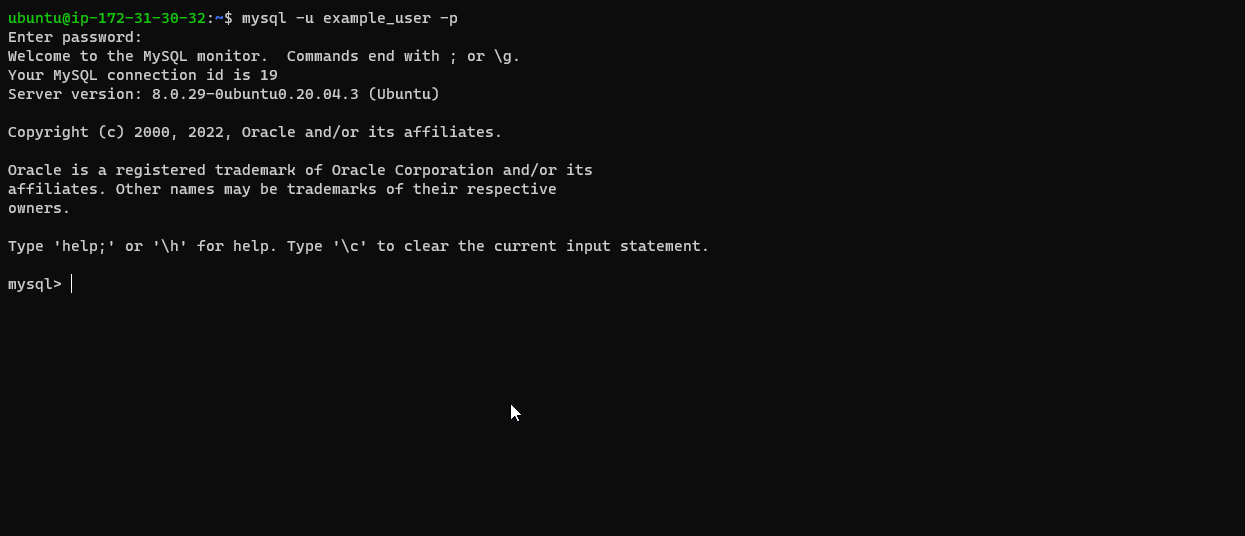 ubuntu@ip-172-31-30-32:~$ mysql -u example_user -p
Enter password:
Welcome to the MySQL monitor.  Commands end with ; or \g.
Your MySQL connection id is 19
Server version: 8.0.29-0ubuntu0.20.04.3 (Ubuntu)
Copyright (c) 2000, 2022, Oracle and/or its affiliates.
Oracle is a registered trademark of Oracle Corporation and/or its
affiliates. Other names may be trademarks of their respective
owners.
Type 'help;' or '\h' for help. Type '\c' to clear the current input statement.
mysql>